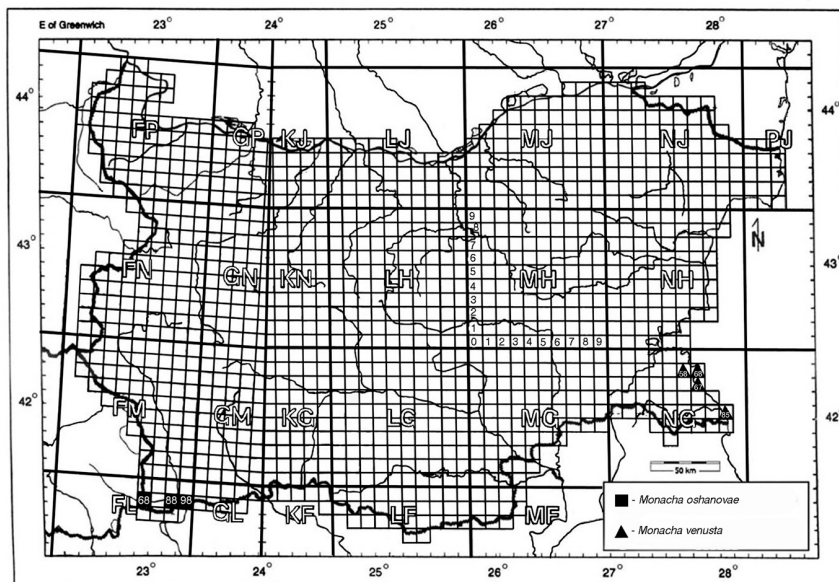 E of Greenwich
23° 24° 25° 26° 27° 28°
44° 44°
FP GP KJ LJ MJ NJ PJ
9
8
7
43° N
6 43°
FN GN KN LH MH NH
5
4
3
2
1
0 1 2 3 4 5 6 7 8 9
42° 42°
FM GM KG LG MG NG
50 km
68 88 98
FL GL KF LF MF
- Monacha oshanovae
- Monacha venusta
23° 24° 25° 26° 27° 28°